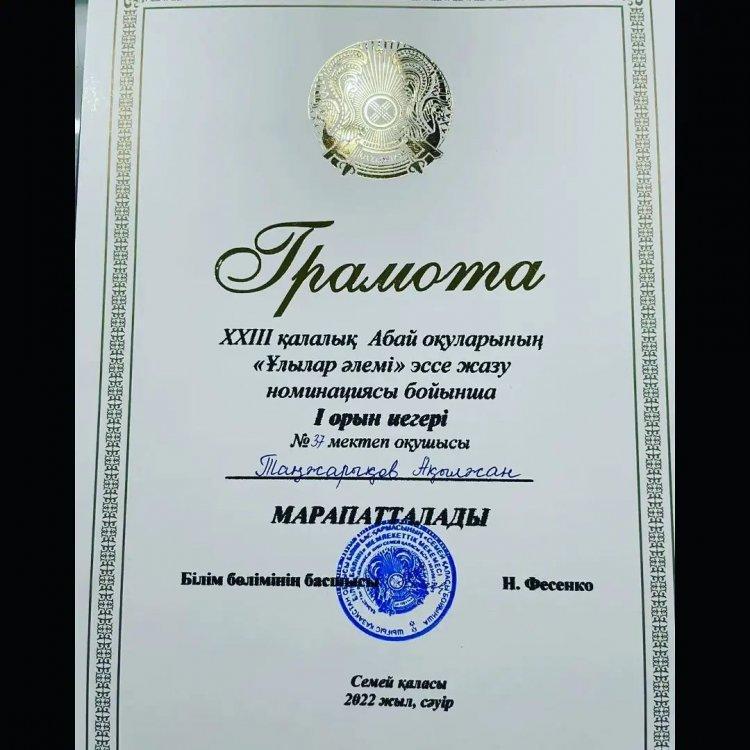 Грамота
XXIII қалалық Абай оқуларының
«Ұлылар әлемі» эссе жазу
номинациясы бойынша
I орын иегері
№37 мектеп оқушысы
Таңжарықов Ақылжан
МАРАПАТТАЛАДЫ
Білім бөлімінің басшысы Н. Фесенко
Семей қаласы
2022 жыл, сәуір